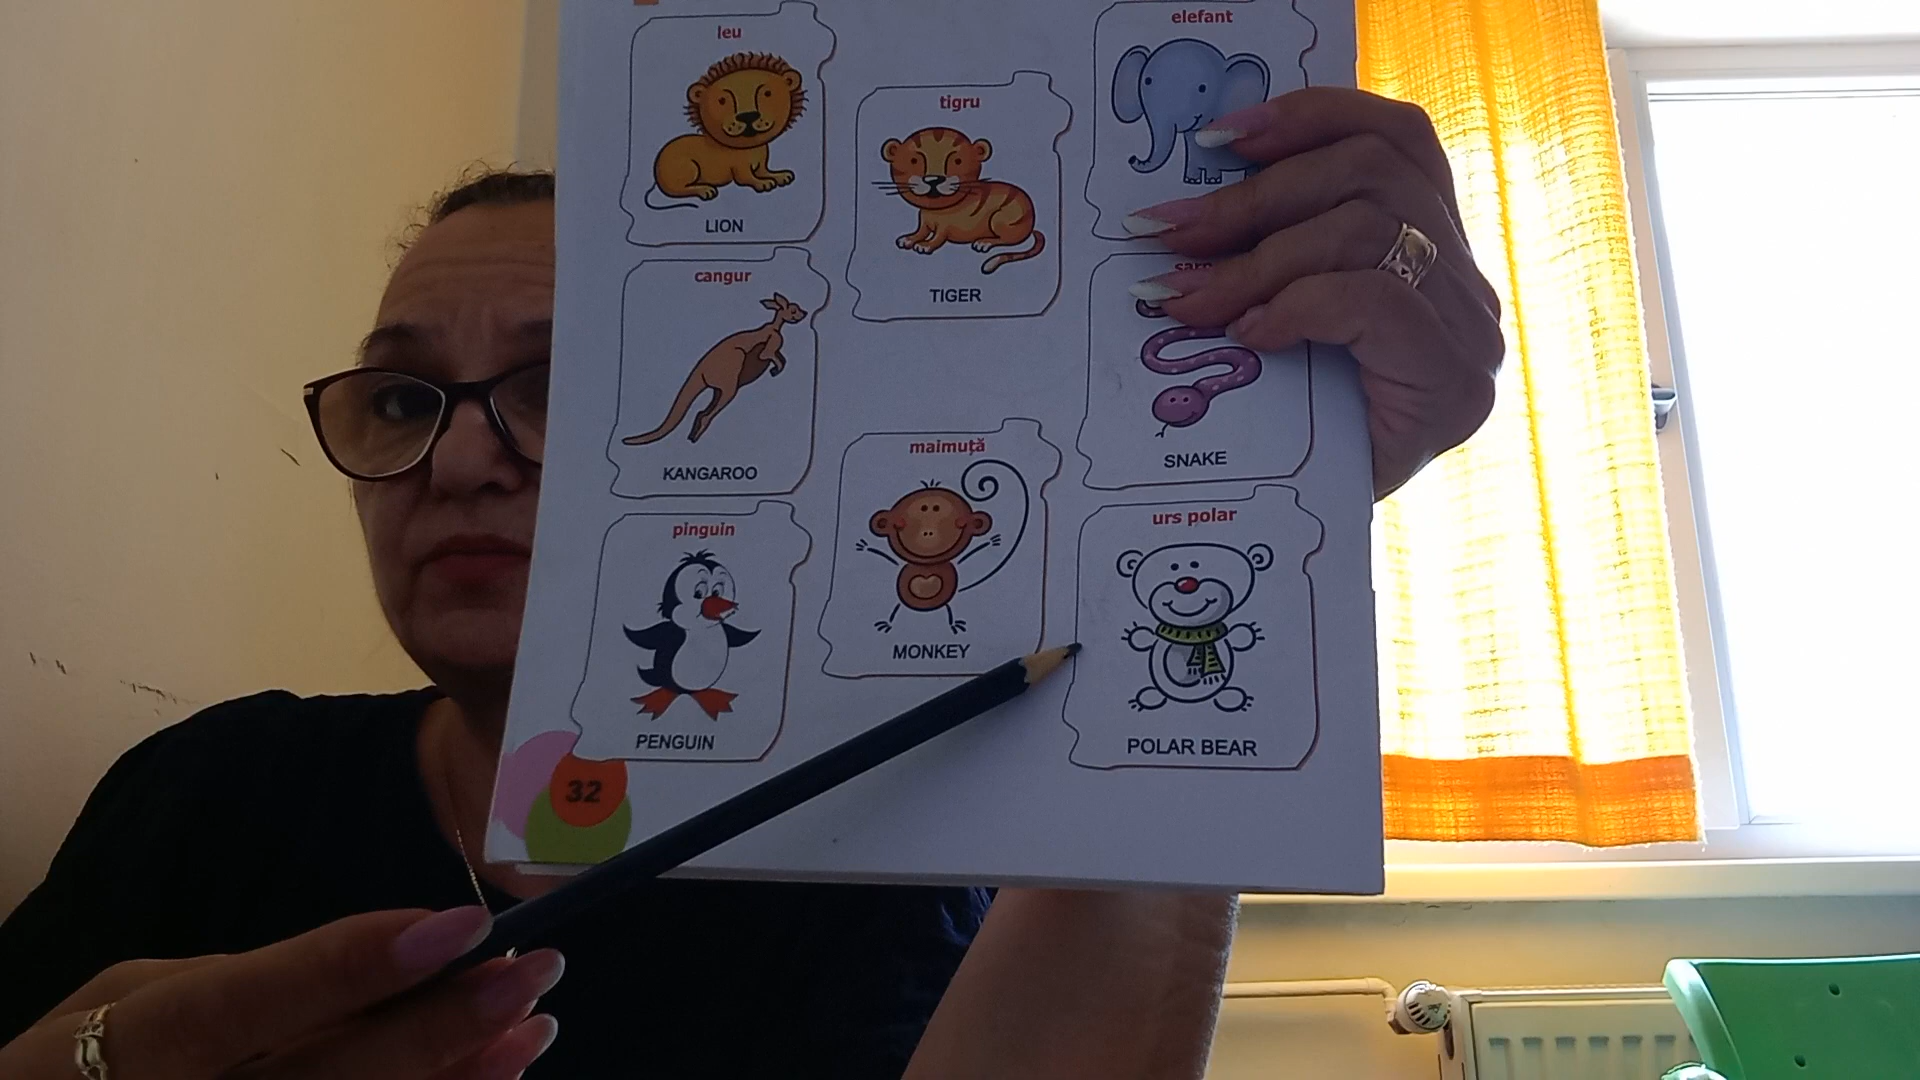 leu
LION
tigru
TIGER
elefant
cangur
KANGAROO
SNAKE
maimuță
MONKEY
pinguin
PENGUIN
urs polar
POLAR BEAR
32